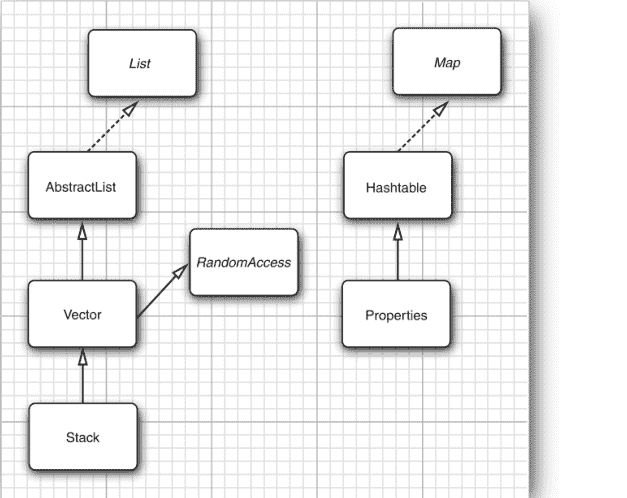 List
Map
AbstractList
Hashtable
RandomAccess
Vector
Properties
Stack